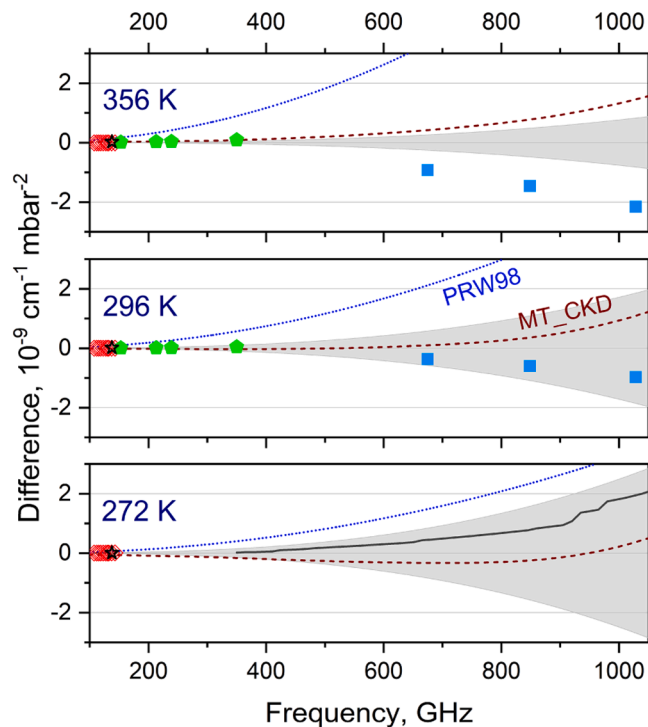 200 400 600 800 1000
2
356 K
0
-2
2
296 K
PRW98
MT_CKD
0
-2
2
272 K
0
-2
200 400 600 800 1000
Difference, 10⁻⁹ cm⁻¹ mbar⁻²
Frequency, GHz